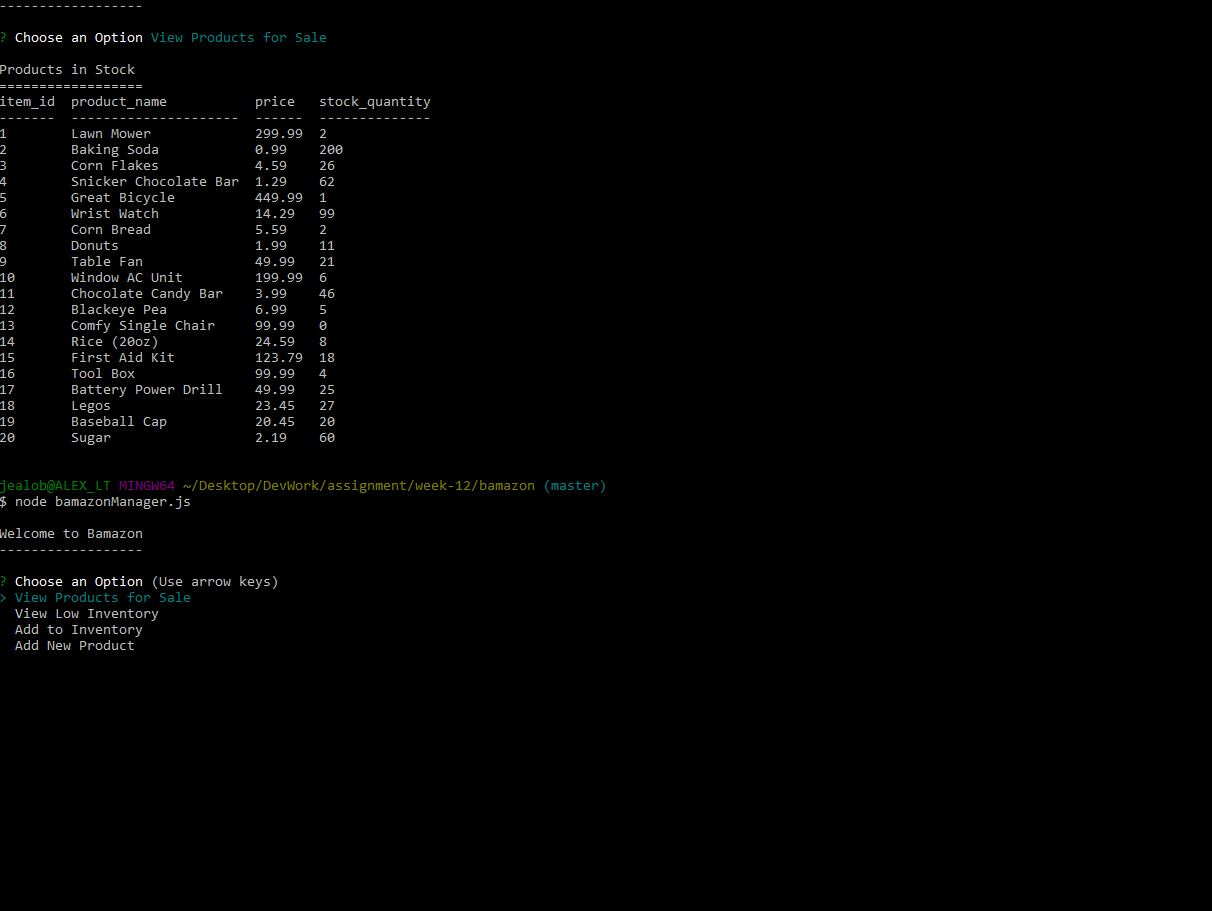 ------------------
? Choose an Option View Products for Sale
Products in Stock
==================
item_id  product_name           price   stock_quantity
-------  ---------------------  ------  --------------
1        Lawn Mower             299.99  2
2        Baking Soda            0.99    200
3        Corn Flakes            4.59    26
4        Snicker Chocolate Bar  1.29    62
5        Great Bicycle          449.99  1
6        Wrist Watch            14.29   99
7        Corn Bread             5.59    2
8        Donuts                 1.99    11
9        Table Fan              49.99   21
10       Window AC Unit         199.99  6
11       Chocolate Candy Bar    3.99    46
12       Blackeye Pea           6.99    5
13       Comfy Single Chair     99.99   0
14       Rice (20oz)            24.59   8
15       First Aid Kit          123.79  18
16       Tool Box               99.99   4
17       Battery Power Drill    49.99   25
18       Legos                  23.45   27
19       Baseball Cap           20.45   20
20       Sugar                  2.19    60
jealob@ALEX_LT MINGW64 ~/Desktop/DevWork/assignment/week-12/bamazon (master)
$ node bamazonManager.js
Welcome to Bamazon
------------------
? Choose an Option (Use arrow keys)
> View Products for Sale
  View Low Inventory
  Add to Inventory
  Add New Product